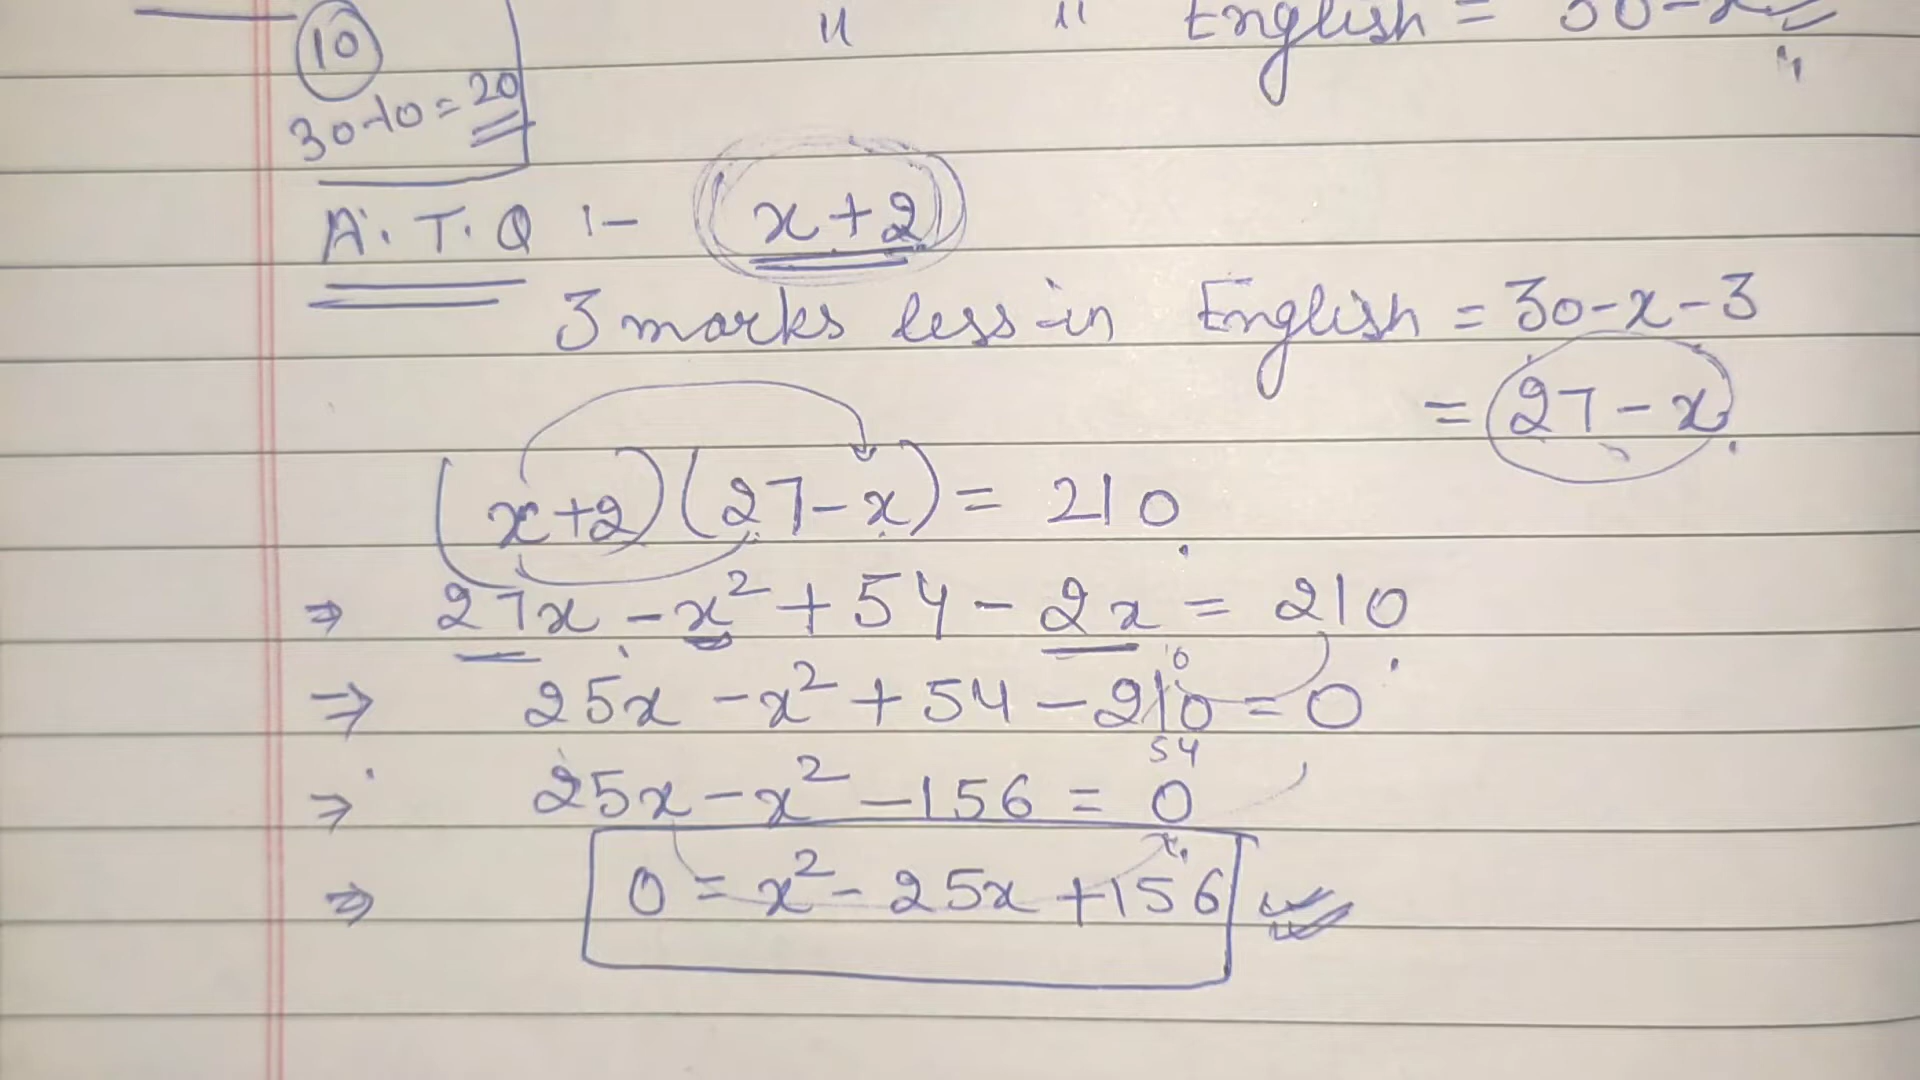 10
" " English = 30-x
30-10=20
A.T.Q :- (x+2)
3 marks less in English = 30-x-3
= 27-x
(x+2)(27-x) = 210
⇒ 27x - x² + 54 - 2x = 210
⇒ 25x - x² + 54 - 210 = 0
54
⇒ 25x - x² - 156 = 0
⇒ 0 = x² - 25x + 156